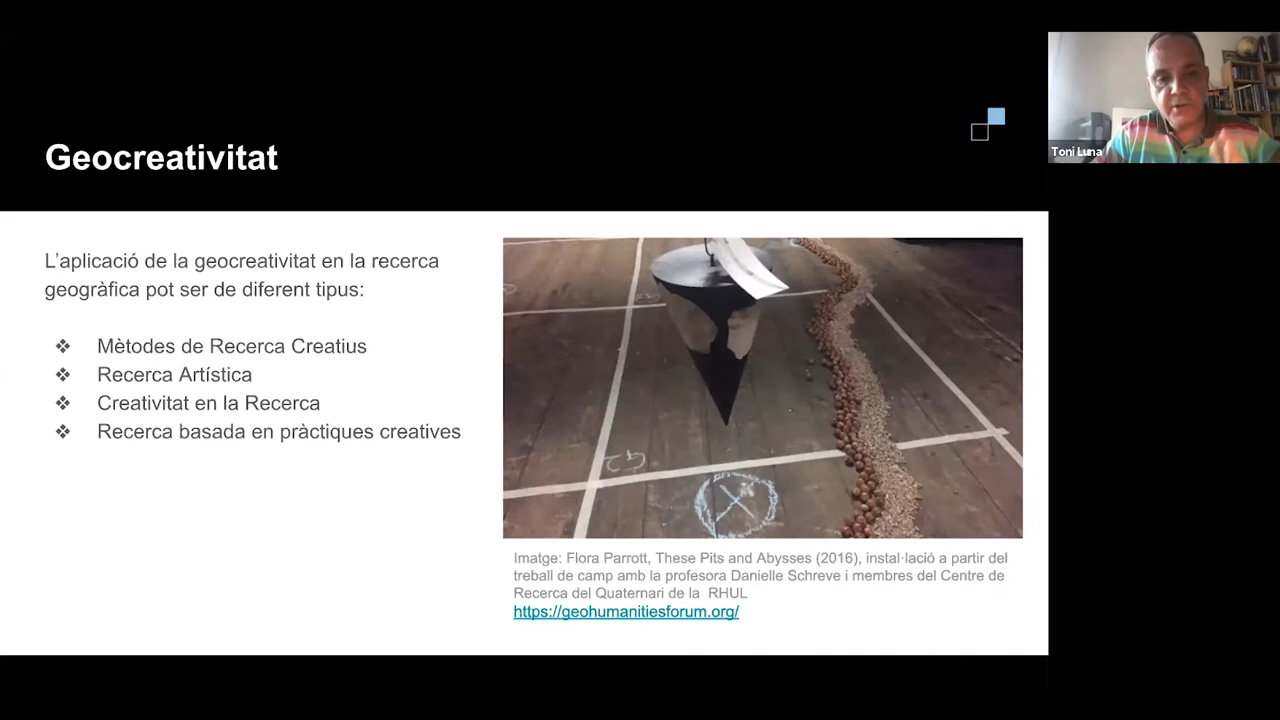 Geocreativitat
Toni Luna
L'aplicació de la geocreativitat en la recerca
geogràfica pot ser de diferent tipus:
❖ Mètodes de Recerca Creatius
❖ Recerca Artística
❖ Creativitat en la Recerca
❖ Recerca basada en pràctiques creatives
Imatge: Flora Parrott, These Pits and Abysses (2016), instal·lació a partir del
treball de camp amb la profesora Danielle Schreve i membres del Centre de
Recerca del Quaternari de la RHUL
https://geohumanitiesforum.org/